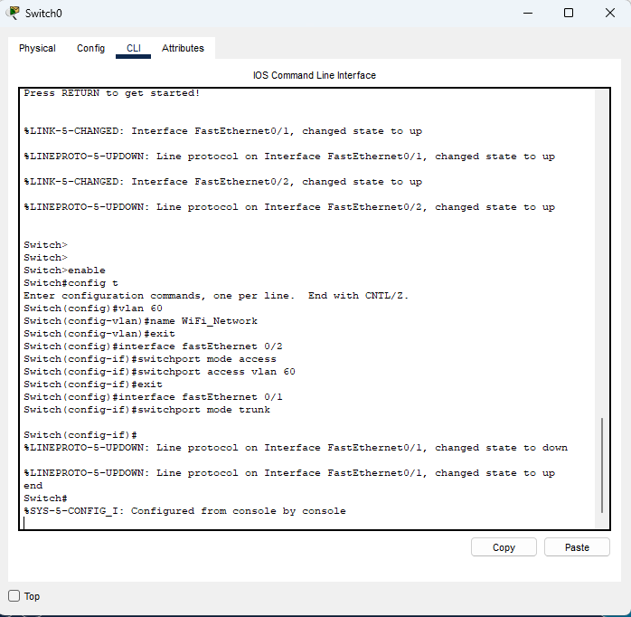 Switch0
Physical Config CLI Attributes
IOS Command Line Interface
Press RETURN to get started!
%LINK-5-CHANGED: Interface FastEthernet0/1, changed state to up
%LINEPROTO-5-UPDOWN: Line protocol on Interface FastEthernet0/1, changed state to up
%LINK-5-CHANGED: Interface FastEthernet0/2, changed state to up
%LINEPROTO-5-UPDOWN: Line protocol on Interface FastEthernet0/2, changed state to up
Switch>
Switch>
Switch>enable
Switch#config t
Enter configuration commands, one per line.  End with CNTL/Z.
Switch(config)#vlan 60
Switch(config-vlan)#name WiFi_Network
Switch(config-vlan)#exit
Switch(config)#interface fastEthernet 0/2
Switch(config-if)#switchport mode access
Switch(config-if)#switchport access vlan 60
Switch(config-if)#exit
Switch(config)#interface fastEthernet 0/1
Switch(config-if)#switchport mode trunk
Switch(config-if)#
%LINEPROTO-5-UPDOWN: Line protocol on Interface FastEthernet0/1, changed state to down
%LINEPROTO-5-UPDOWN: Line protocol on Interface FastEthernet0/1, changed state to up
end
Switch#
%SYS-5-CONFIG_I: Configured from console by console
Copy Paste
Top